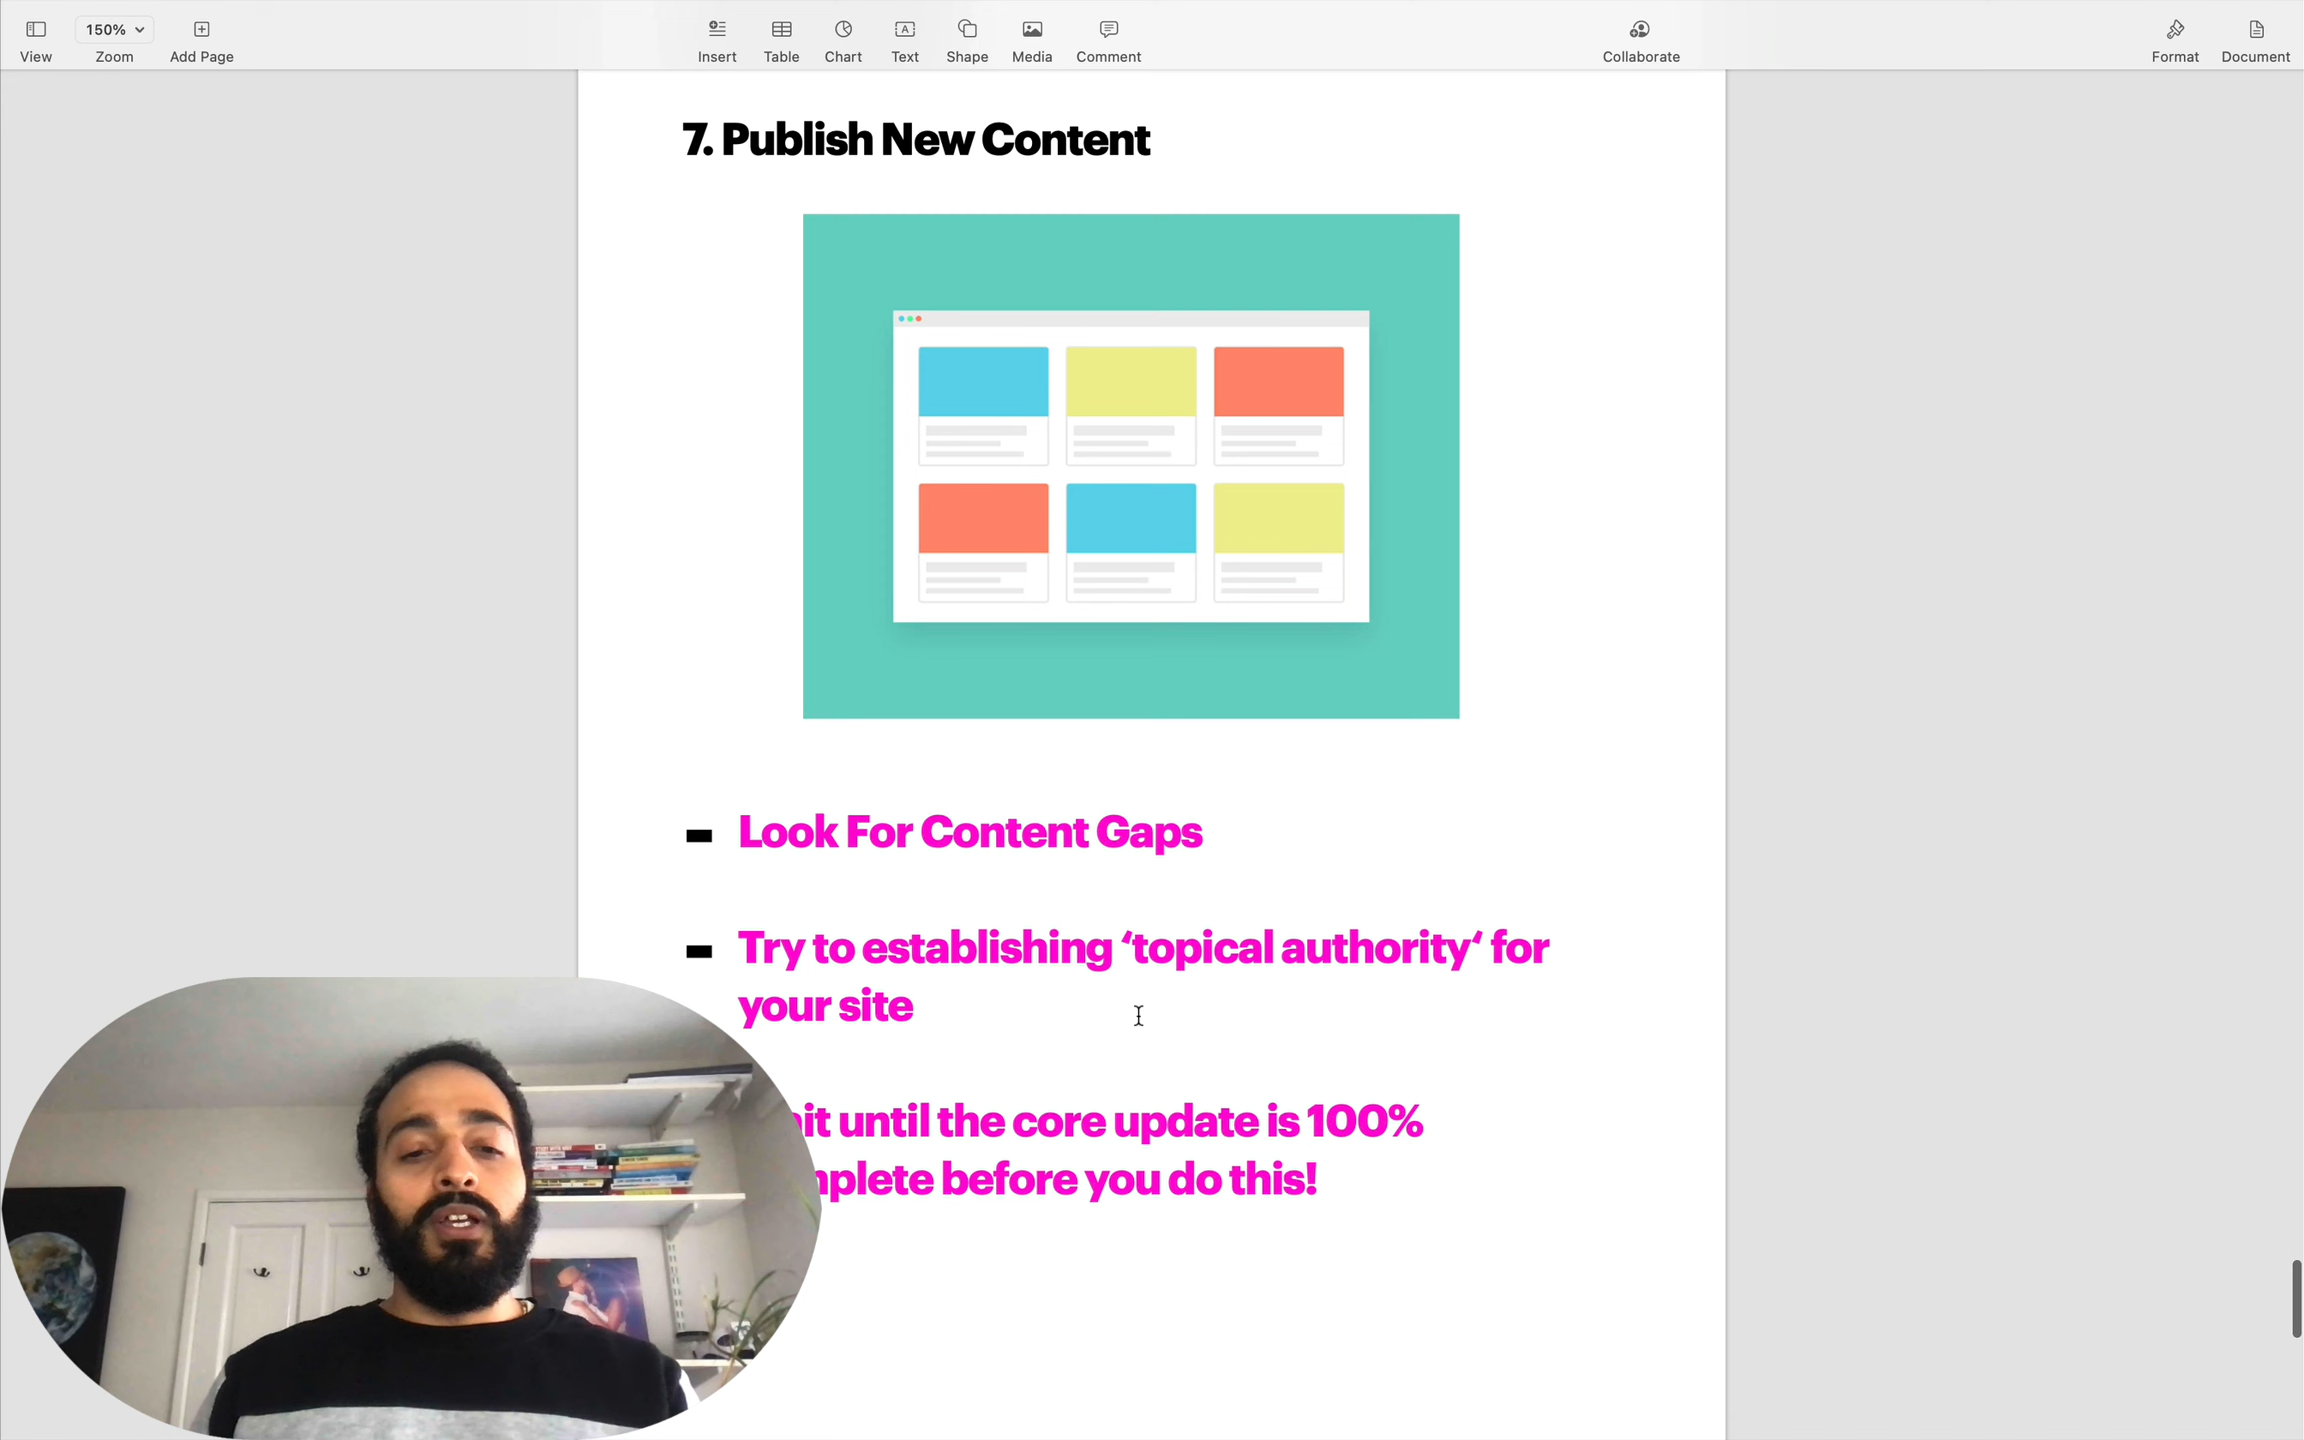 150%
View Zoom Add Page Insert Table Chart Text Shape Media Comment Collaborate Format Document
7. Publish New Content
Look For Content Gaps
Try to establishing ‘topical authority‘ for
your site
until the core update is 100%
before you do this!